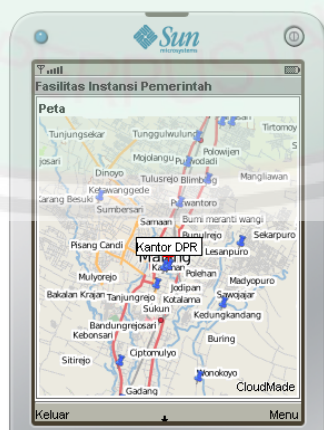 Sun
microsystems
Fasilitas Instansi Pemerintah
Peta
Tunjungsekar
Tunggulwulung
Tirtomoy
josari
Mojolangu
Polowijen
Purwodadi
Dinoyo
Tulusrejo
Blimbing
Mangliawan
Ketawanggede
Karang Besuki
Sumbersari
Purwantoro
Samaan
Bumi meranti wangi
Pisang Candi
Bunulrejo
Sekarpuro
Kantor DPR
Lesanpuro
Malang
Kasinan
Polehan
Mulyorejo
Jodipan
Madyopuro
Bakalan Krajan
Tanjungrejo
Kotalama
Sawojajar
Sukun
Kedungkandang
Bandungrejosari
Kebonsari
Buring
Sitirejo
Ciptomulyo
Wonokoyo
Gadang
CloudMade
Keluar
Menu